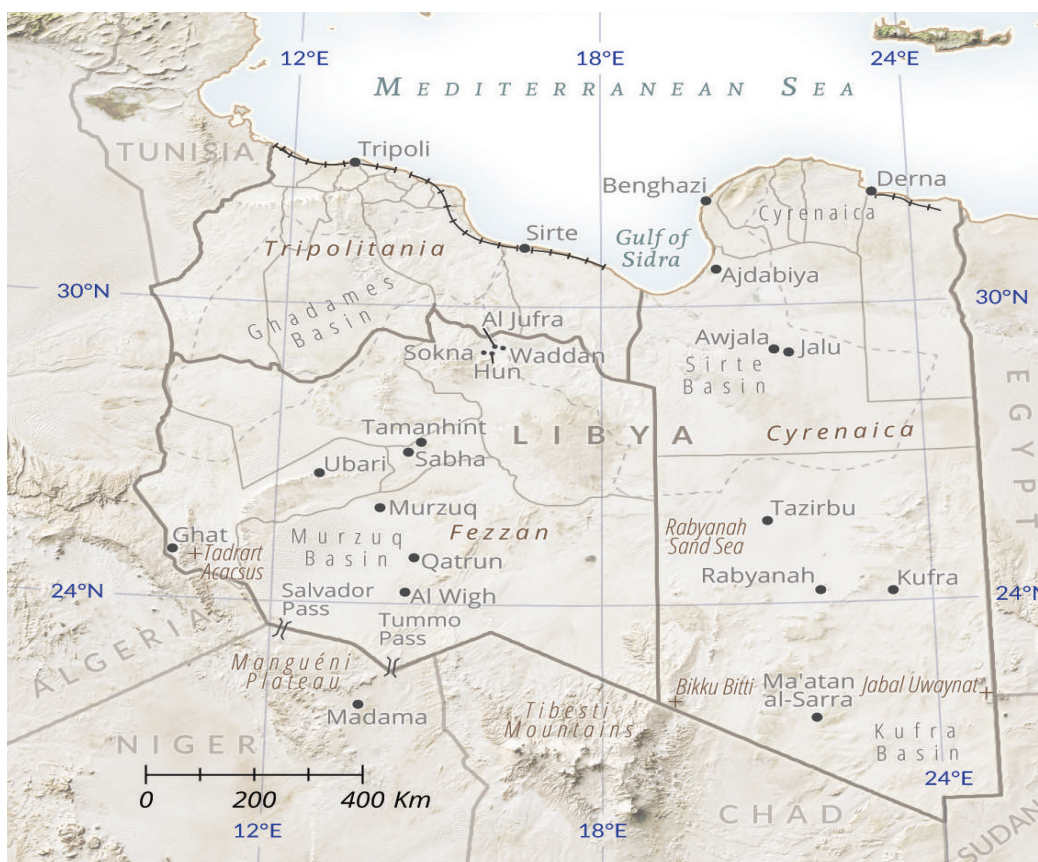 12°E
18°E
24°E
MEDITERRANEAN SEA
TUNISIA
Tripoli
Benghazi
Derna
Cyrenaica
Tripolitania
Sirte
Gulf of
Sidra
Ajdabiya
30°N
30°N
Ghadames
Basin
Al Jufra
Sokna
Waddan
Hun
Awjala
Jalu
Sirte
Basin
EGYPT
Tamanhint
LIBYA
Cyrenaica
Ubari
Sabha
Murzuq
Fezzan
Tazirbu
Rabyanah
Sand Sea
Ghat
Tadrart
Acacsus
Murzuq
Basin
Qatrun
Rabyanah
Kufra
24°N
24°N
Salvador
Pass
Al Wigh
Tummo
Pass
ALGERIA
Manguéni
Plateau
Madama
Tibesti
Mountains
Bikku Bitti
Ma'atan
al-Sarra
Jabal Uwaynat
Kufra
Basin
NIGER
24°E
0 200 400 Km
CHAD
SUDAN
12°E
18°E